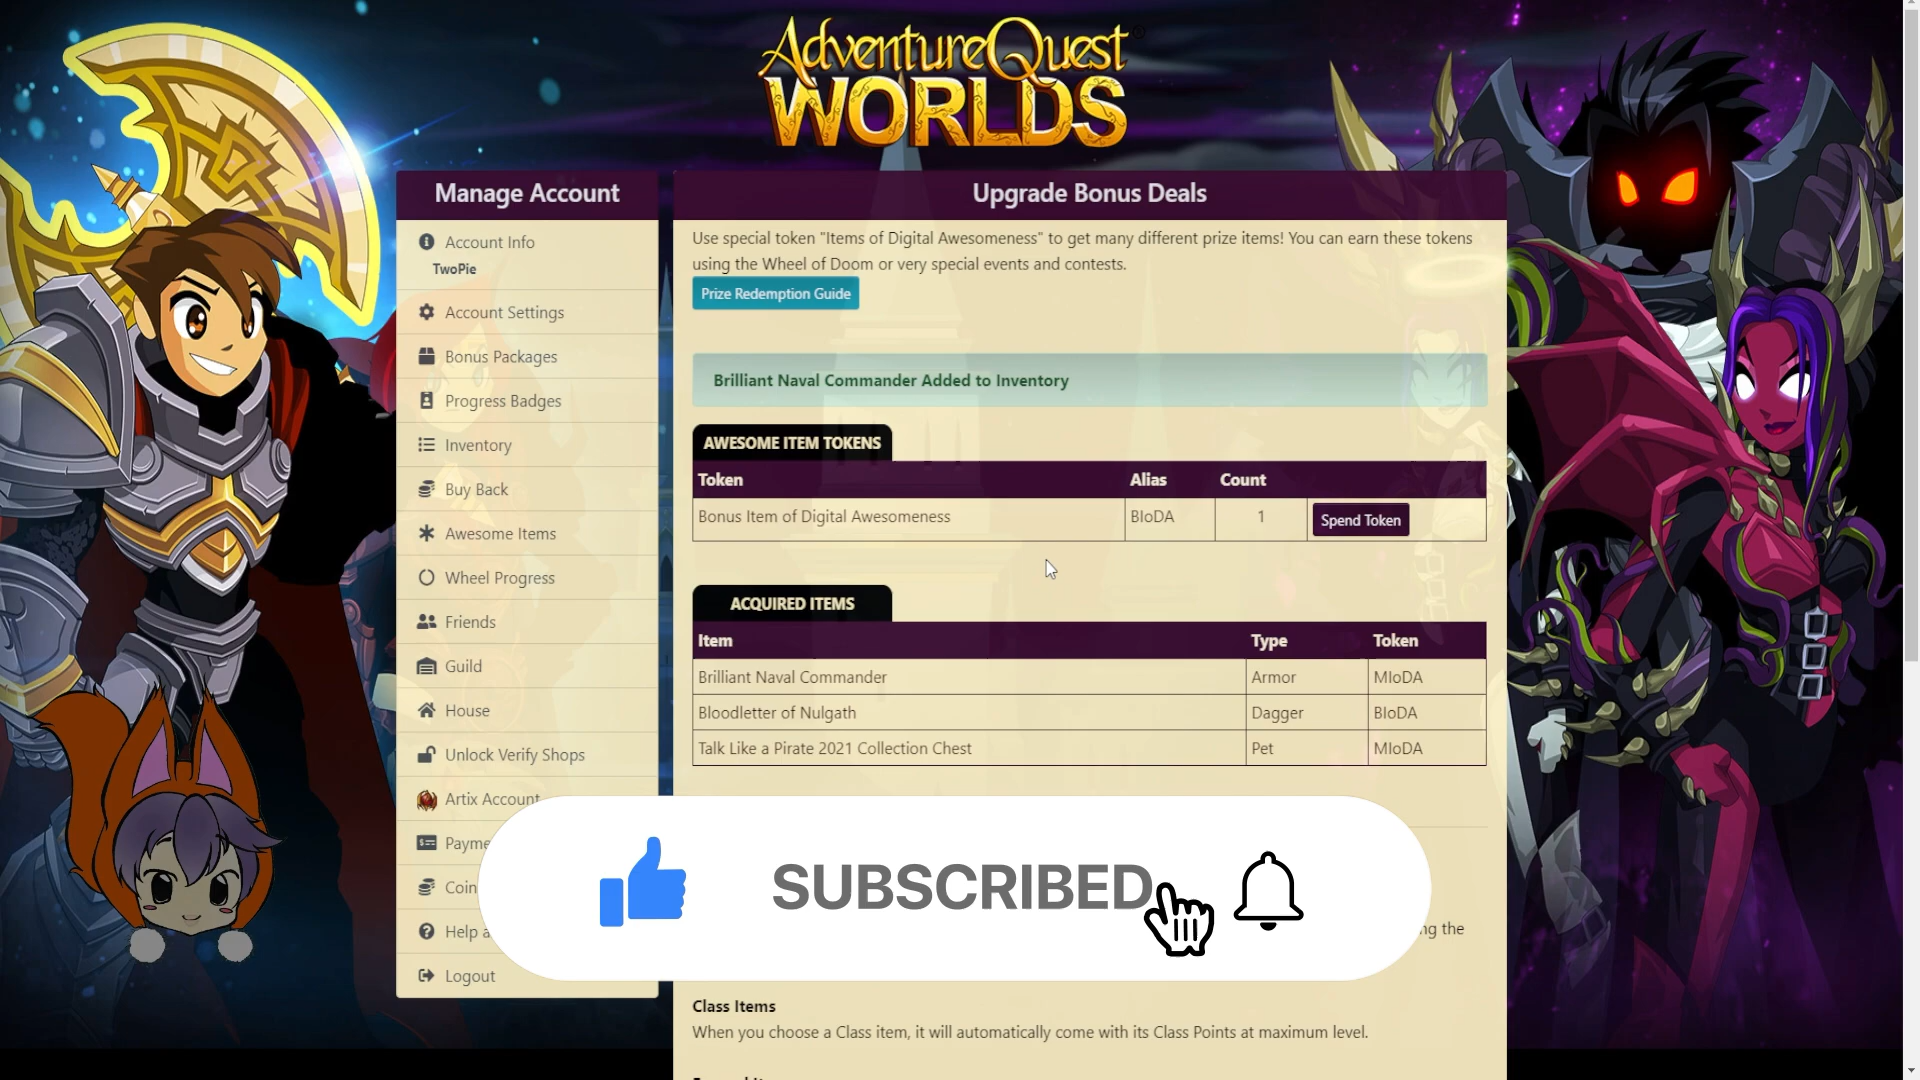 AdventureQuest
WORLDS
Manage Account
Account Info
TwoPie
Account Settings
Bonus Packages
Progress Badges
Inventory
Buy Back
Awesome Items
Wheel Progress
Friends
Guild
House
Unlock Verify Shops
Artix Account
Payme
Coin
Help a
Logout
Upgrade Bonus Deals
Use special token "Items of Digital Awesomeness" to get many different prize items! You can earn these tokens
using the Wheel of Doom or very special events and contests.
Prize Redemption Guide
Brilliant Naval Commander Added to Inventory
AWESOME ITEM TOKENS
Token Alias Count
Bonus Item of Digital Awesomeness BIoDA 1 Spend Token
ACQUIRED ITEMS
Item Type Token
Brilliant Naval Commander Armor MIoDA
Bloodletter of Nulgath Dagger BIoDA
Talk Like a Pirate 2021 Collection Chest Pet MIoDA
SUBSCRIBED
ng the
Class Items
When you choose a Class item, it will automatically come with its Class Points at maximum level.